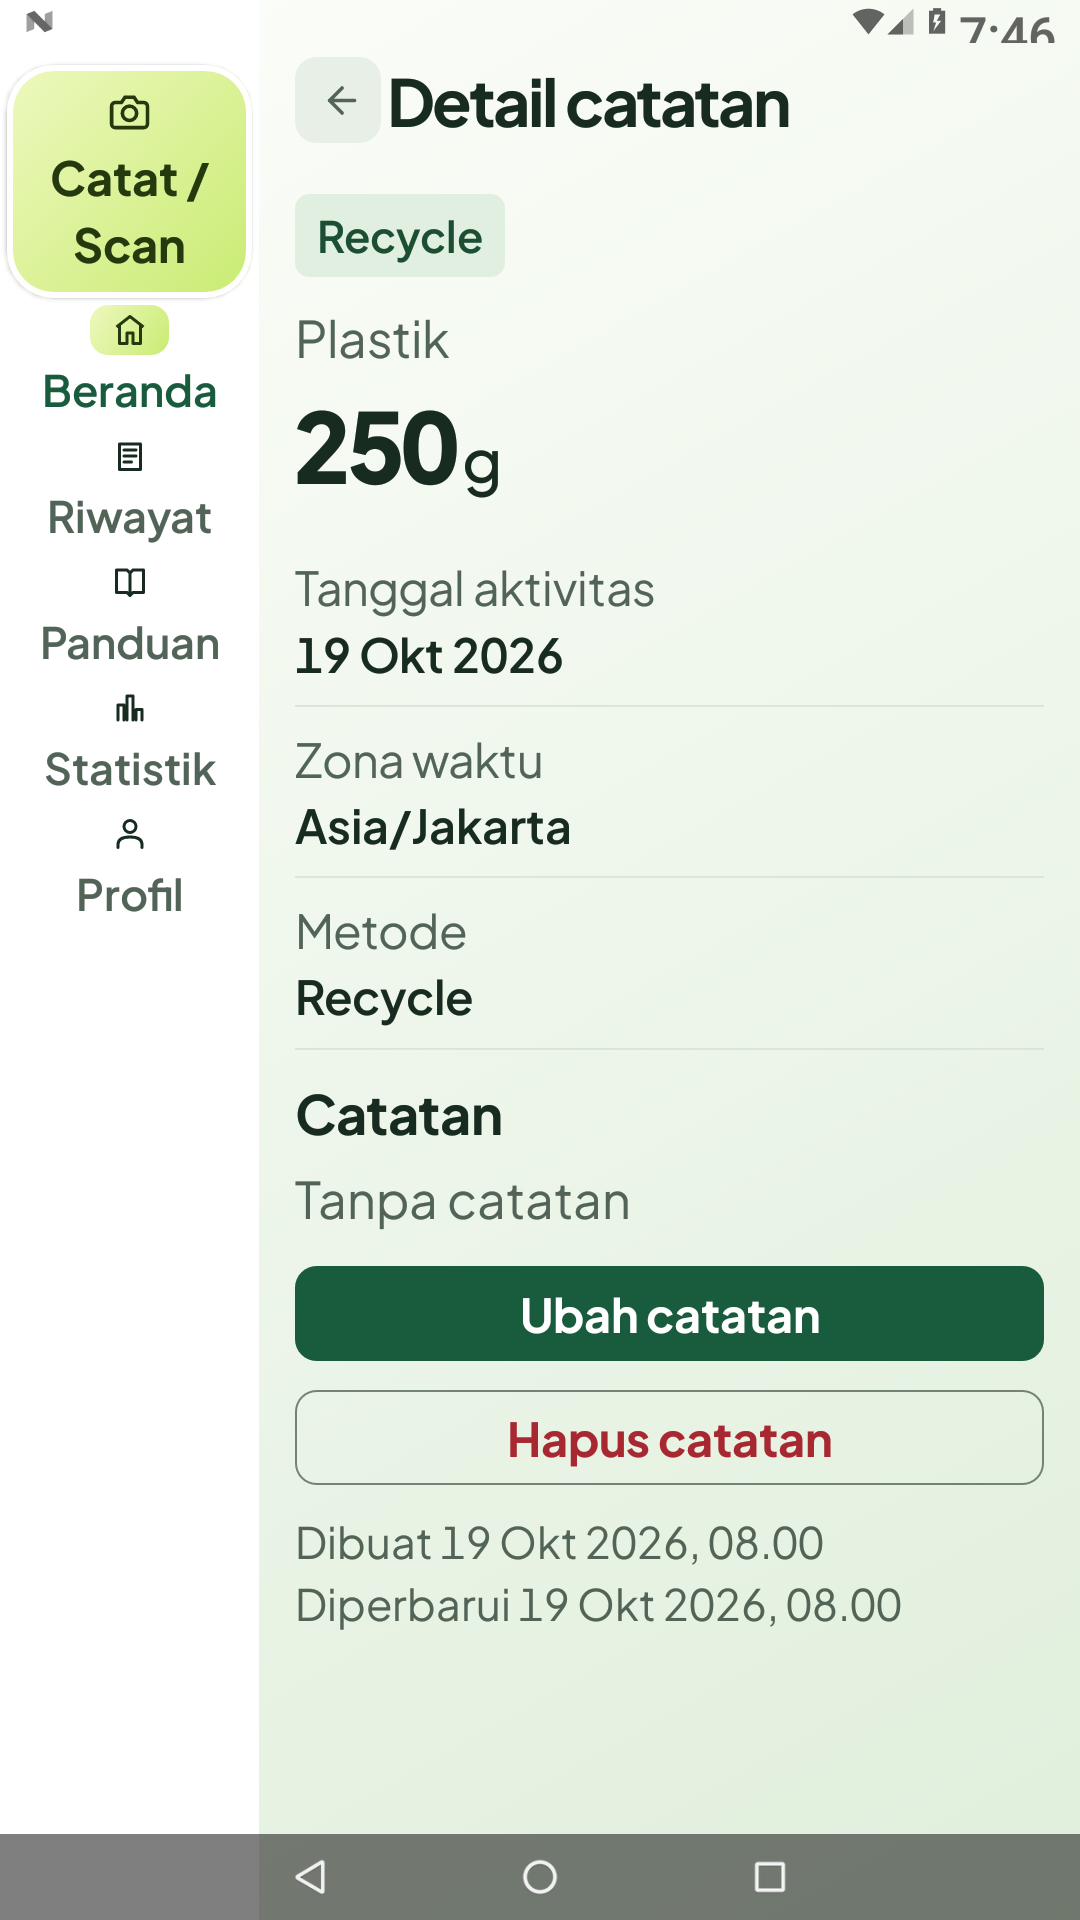 7:46
Catat /
Scan
Beranda
Riwayat
Panduan
Statistik
Profil
Detail catatan
Recycle
Plastik
250 g
Tanggal aktivitas
19 Okt 2026
Zona waktu
Asia/Jakarta
Metode
Recycle
Catatan
Tanpa catatan
Ubah catatan
Hapus catatan
Dibuat 19 Okt 2026, 08.00
Diperbarui 19 Okt 2026, 08.00